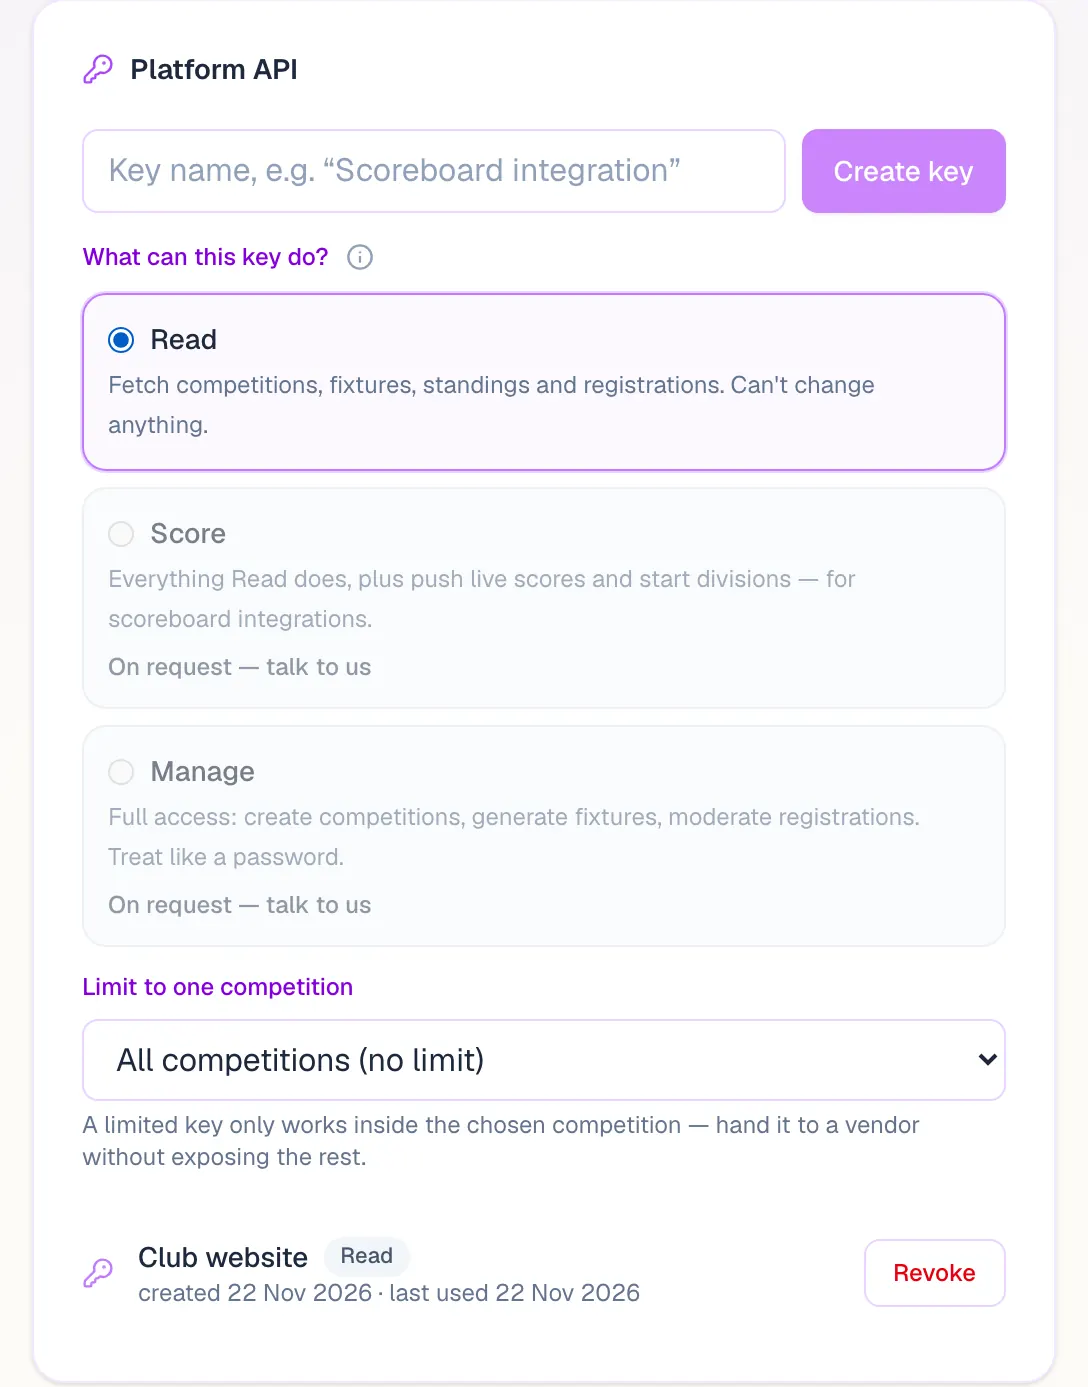 Platform API
Key name, e.g. “Scoreboard integration”
Create key
What can this key do?
Read
Fetch competitions, fixtures, standings and registrations. Can't change
anything.
Score
Everything Read does, plus push live scores and start divisions — for
scoreboard integrations.
On request — talk to us
Manage
Full access: create competitions, generate fixtures, moderate registrations.
Treat like a password.
On request — talk to us
Limit to one competition
All competitions (no limit)
A limited key only works inside the chosen competition — hand it to a vendor
without exposing the rest.
Club website Read
created 22 Nov 2026 · last used 22 Nov 2026
Revoke